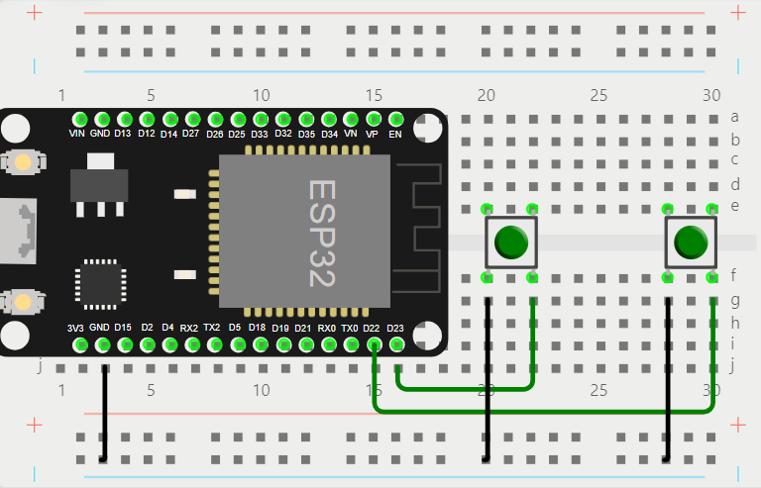 + +
| |
1 5 10 15 20 25 30
a
VIN GND D13 D12 D14 D27 D26 D25 D33 D32 D35 D34 VN VP EN
b
c
d
e
ESP32
f
g
h
3V3 GND D15 D2 D4 RX2 TX2 D5 D18 D19 D21 RX0 TX0 D22 D23
i
j j
1 5 10 15 20 25 30
+ +
| |